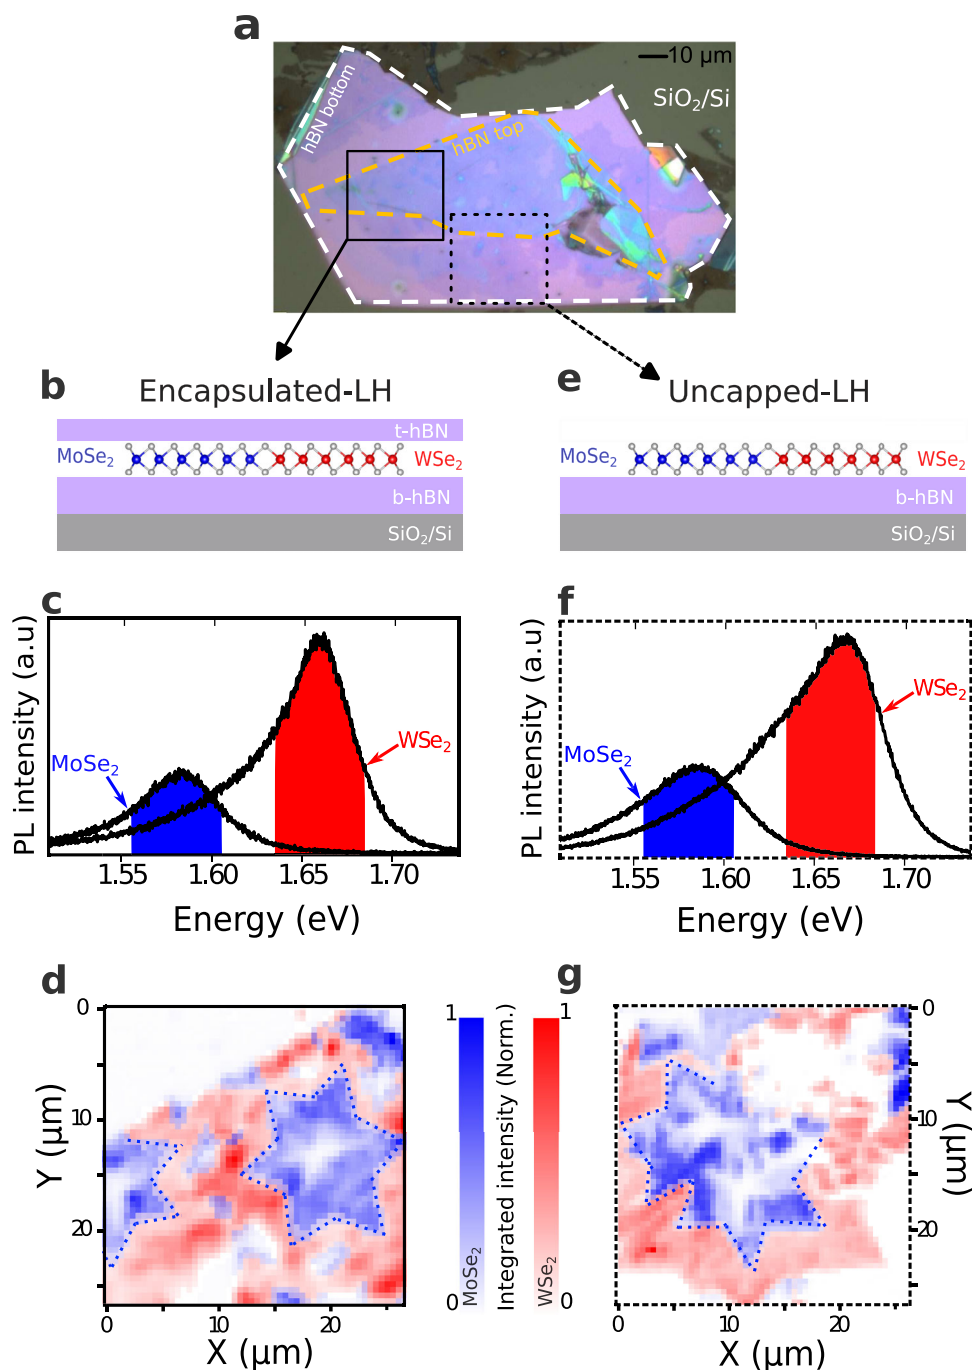 a
10 μm
SiO₂/Si
hBN bottom
hBN top
b
Encapsulated-LH
t-hBN
MoSe₂
WSe₂
b-hBN
SiO₂/Si
e
Uncapped-LH
MoSe₂
WSe₂
b-hBN
SiO₂/Si
c
PL intensity (a.u)
MoSe₂
WSe₂
1.55 1.60 1.65 1.70
Energy (eV)
f
PL intensity (a.u)
MoSe₂
WSe₂
1.55 1.60 1.65 1.70
Energy (eV)
d
0
10
20
Y (μm)
0 10 20
X (μm)
1
0
MoSe₂
Integrated intensity (Norm.)
1
0
WSe₂
g
0
10
20
Y (μm)
0 10 20
X (μm)